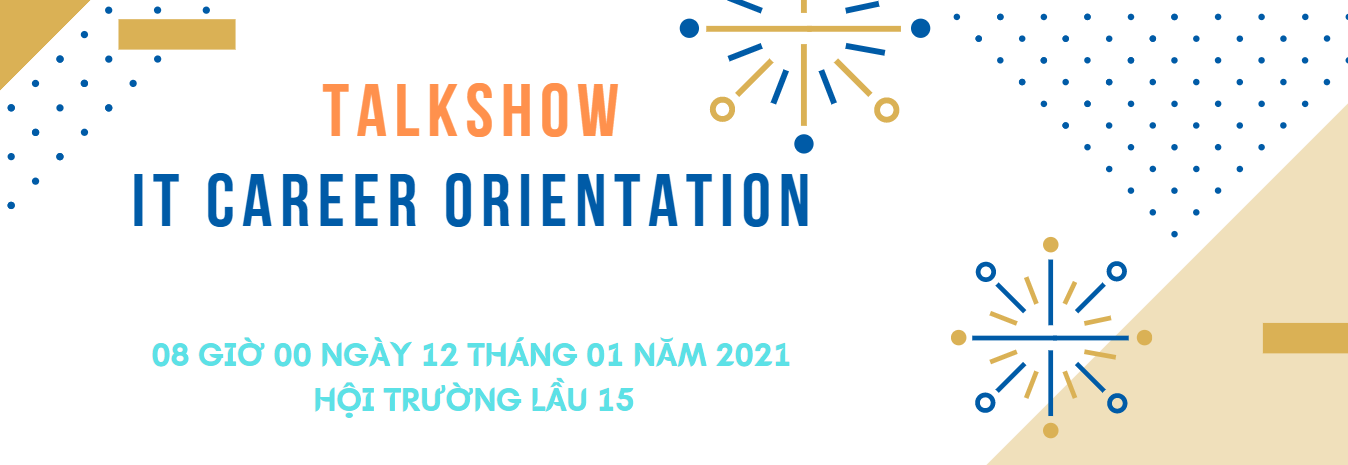 TALKSHOW
IT CAREER ORIENTATION
08 GIỜ 00 NGÀY 12 THÁNG 01 NĂM 2021
HỘI TRƯỜNG LẦU 15